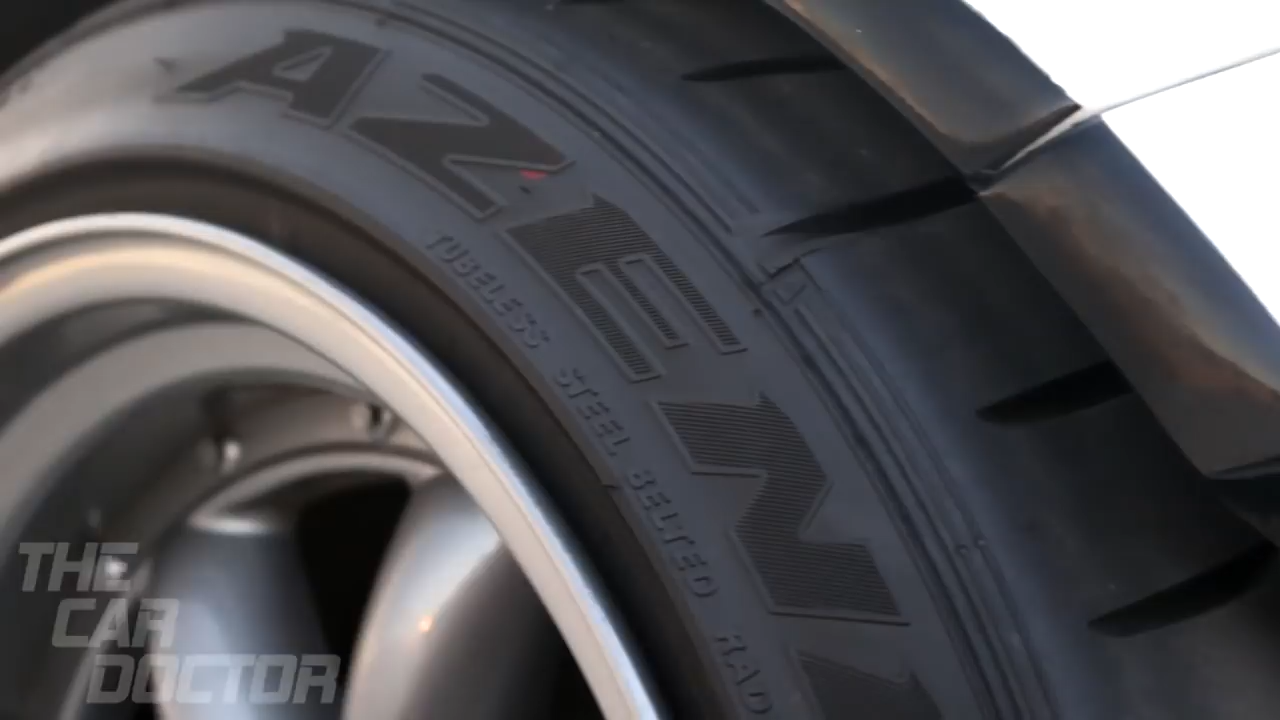 AZENI
TUBELESS STEEL BELTED RAD
THE
CAR
DOCTOR